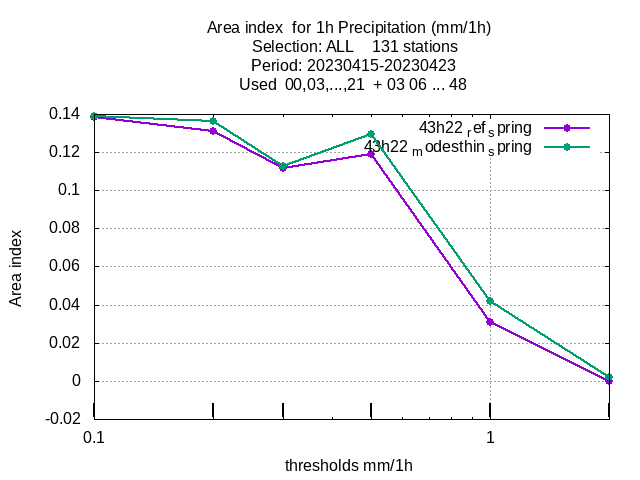 Area index  for 1h Precipitation (mm/1h)
Selection: ALL    131 stations
Period: 20230415-20230423
Used  00,03,...,21  + 03 06 ... 48
43h22 ref spring
43h22 modesthin spring
0.14
0.12
0.1
0.08
0.06
0.04
0.02
0
-0.02
Area index
0.1
1
thresholds mm/1h